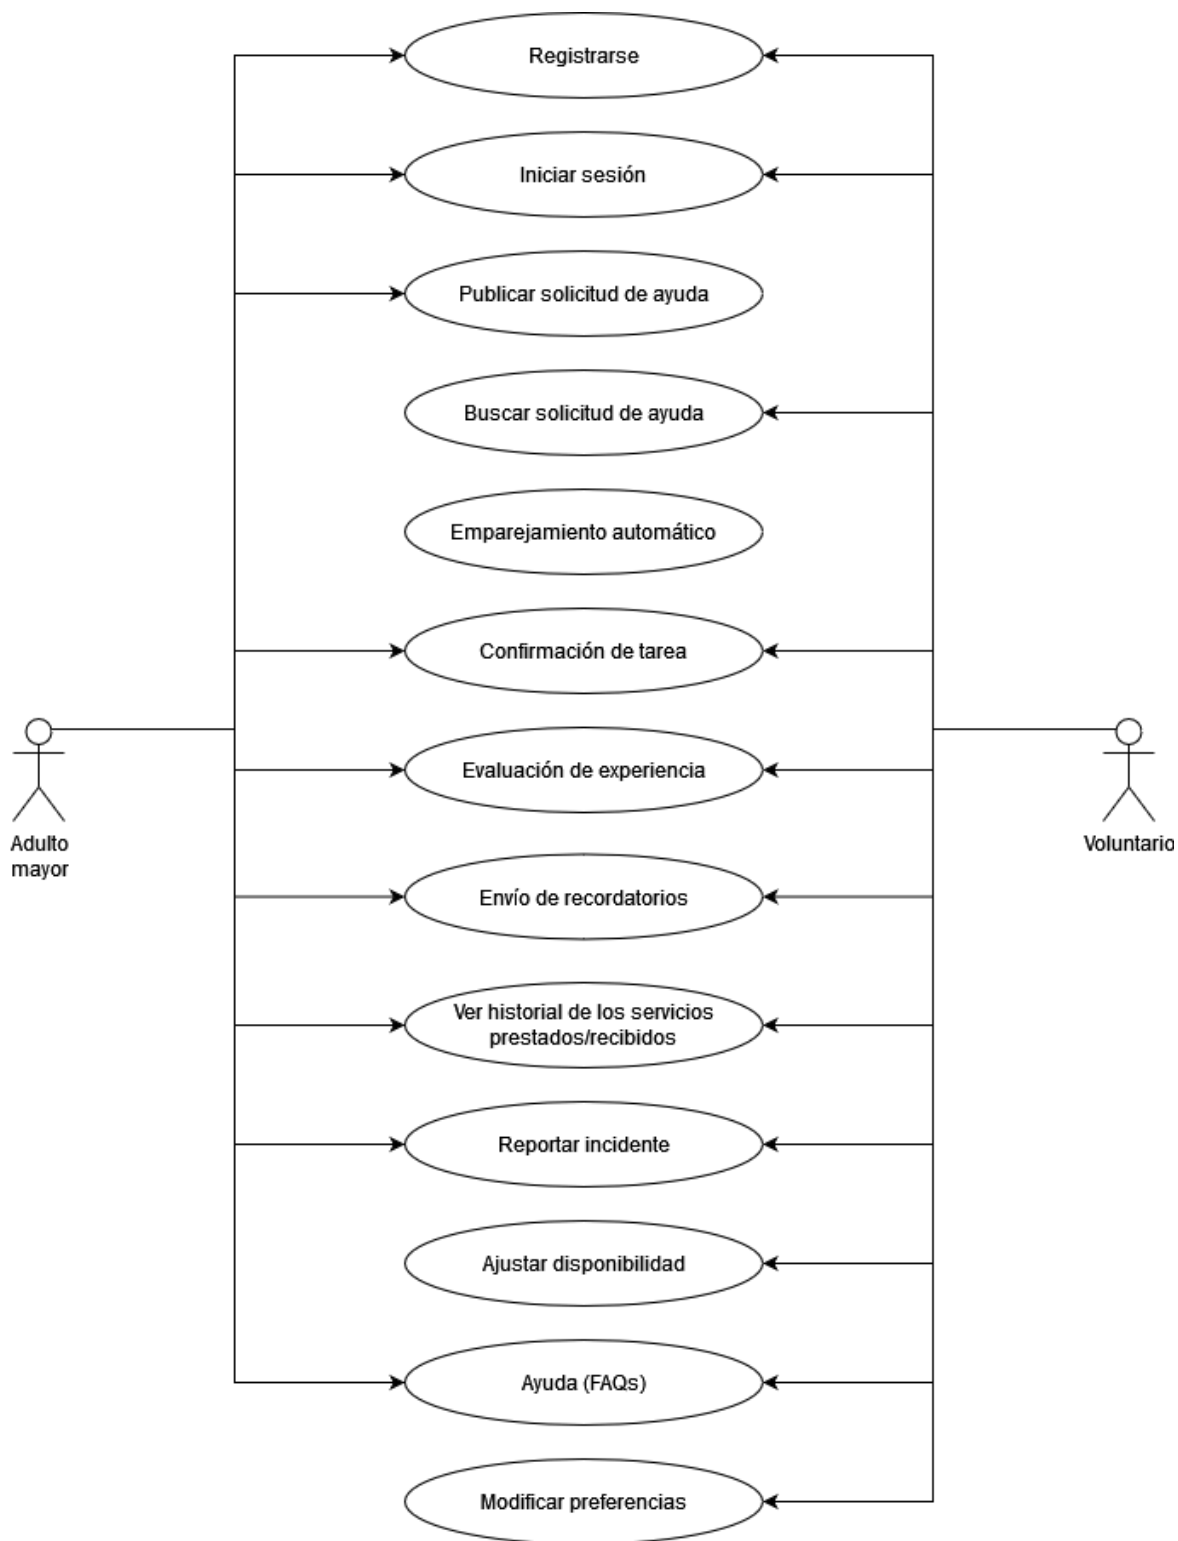 Registrarse
Iniciar sesión
Publicar solicitud de ayuda
Buscar solicitud de ayuda
Emparejamiento automático
Confirmación de tarea
Evaluación de experiencia
Adulto
mayor
Voluntario
Envío de recordatorios
Ver historial de los servicios
prestados/recibidos
Reportar incidente
Ajustar disponibilidad
Ayuda (FAQs)
Modificar preferencias